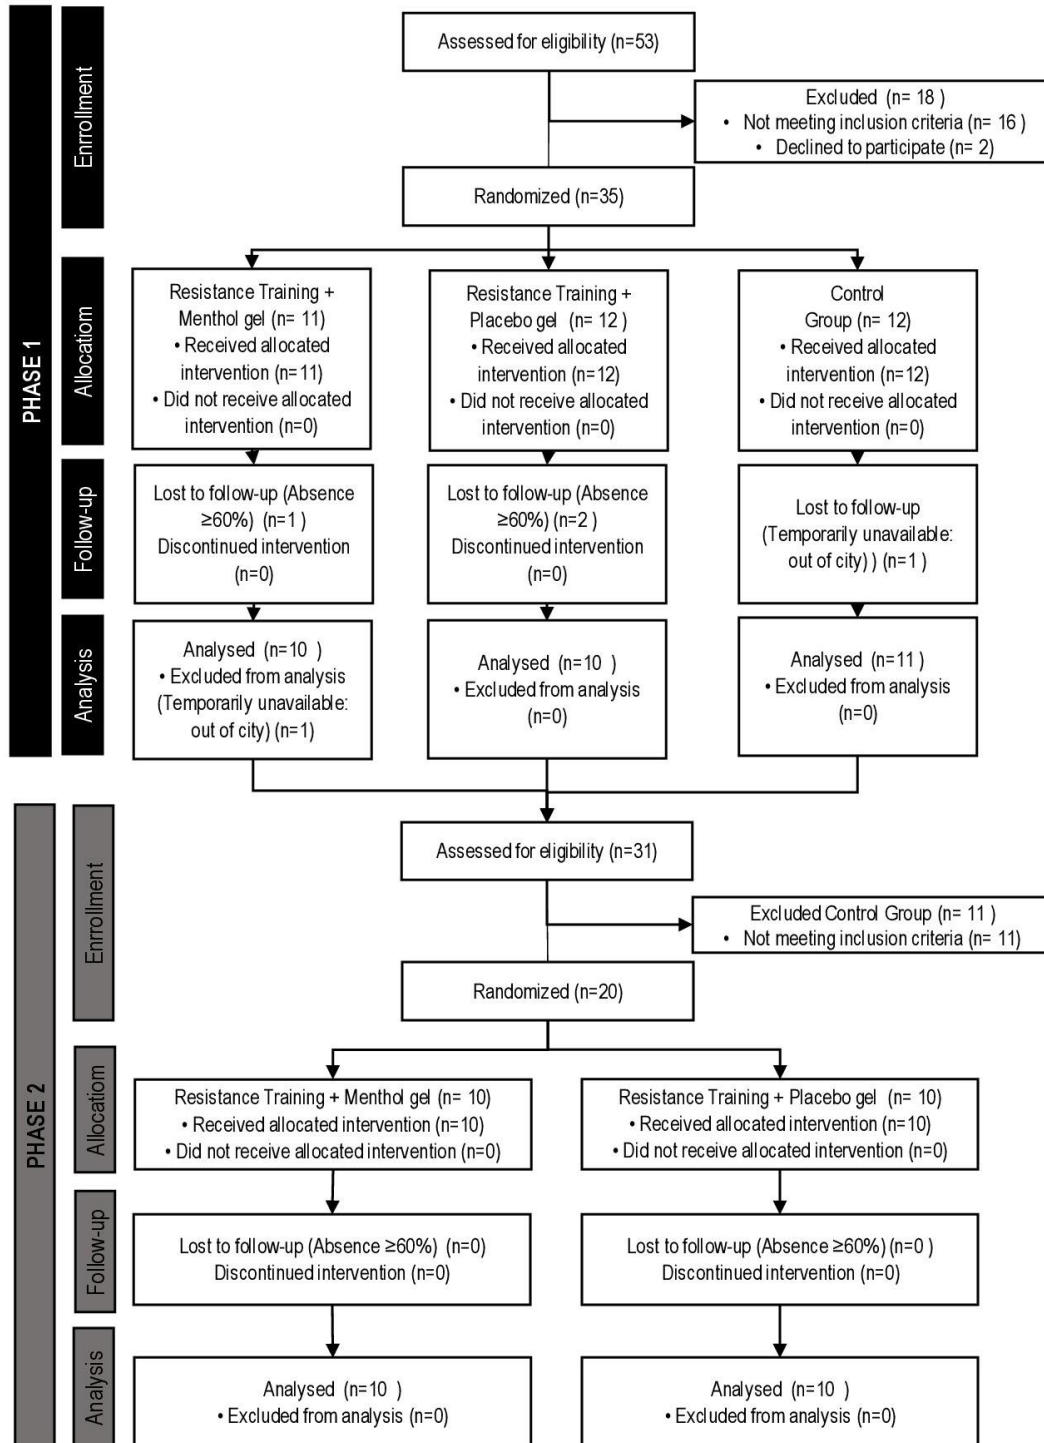 PHASE 1
Enrrollment
Assessed for eligibility (n=53)
Excluded (n= 18 )
• Not meeting inclusion criteria (n= 16 )
• Declined to participate (n= 2)
Randomized (n=35)
Allocatiom
Resistance Training +
Menthol gel (n= 11)
• Received allocated
intervention (n=11)
• Did not receive allocated
intervention (n=0)
Resistance Training +
Placebo gel (n= 12 )
• Received allocated
intervention (n=12)
• Did not receive allocated
intervention (n=0)
Control
Group (n= 12)
• Received allocated
intervention (n=12)
• Did not receive allocated
intervention (n=0)
Follow-up
Lost to follow-up (Absence
≥60%) (n=1 )
Discontinued intervention
(n=0)
Lost to follow-up (Absence
≥60%) (n=2 )
Discontinued intervention
(n=0)
Lost to follow-up
(Temporarily unavailable:
out of city) ) (n=1 )
Analysis
Analysed (n=10 )
• Excluded from analysis
(Temporarily unavailable:
out of city) (n=1)
Analysed (n=10 )
• Excluded from analysis
(n=0)
Analysed (n=11 )
• Excluded from analysis
(n=0)
PHASE 2
Enrrollment
Assessed for eligibility (n=31)
Excluded Control Group (n= 11 )
• Not meeting inclusion criteria (n= 11)
Randomized (n=20)
Allocatiom
Resistance Training + Menthol gel (n= 10)
• Received allocated intervention (n=10)
• Did not receive allocated intervention (n=0)
Resistance Training + Placebo gel (n= 10)
• Received allocated intervention (n=10)
• Did not receive allocated intervention (n=0)
Follow-up
Lost to follow-up (Absence ≥60%) (n=0)
Discontinued intervention (n=0)
Lost to follow-up (Absence ≥60%) (n=0 )
Discontinued intervention (n=0)
Analysis
Analysed (n=10 )
• Excluded from analysis (n=0)
Analysed (n=10 )
• Excluded from analysis (n=0)